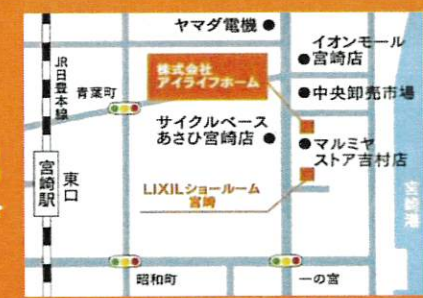 ヤマダ電機
イオンモール
宮崎店
JR日豊本線
株式会社
アイライフホーム
青葉町
中央卸売市場
サイクルベース
あさひ宮崎店
マルミヤ
ストア吉村店
宮崎駅
東口
LIXILショールーム
宮崎
宮崎港
昭和町
一の宮